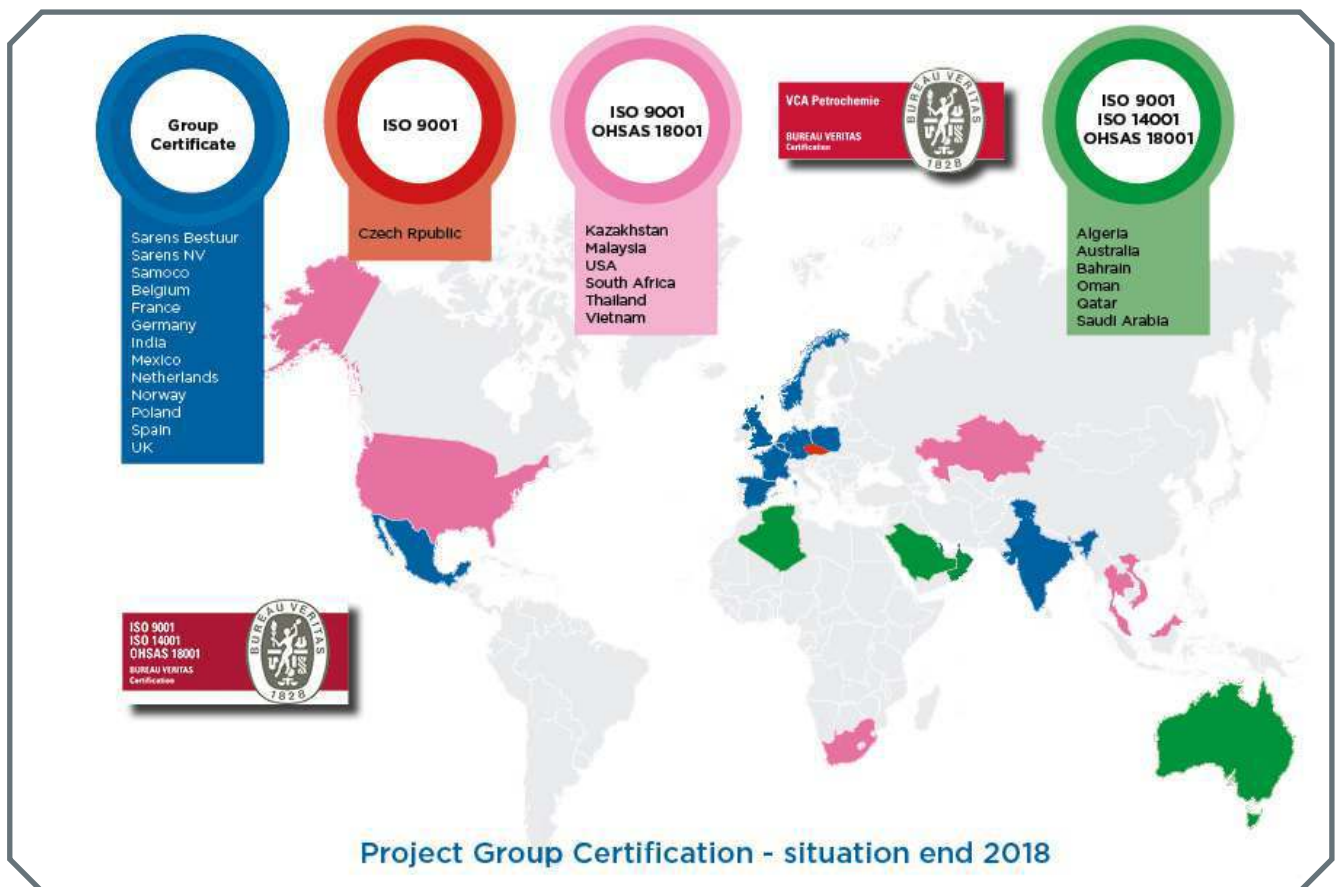 Group
Certificate
Sarens Bestuur
Sarens NV
Samoco
Belgium
France
Germany
India
Mexico
Netherlands
Norway
Poland
Spain
UK
ISO 9001
Czech Rpublic
ISO 9001
OHSAS 18001
Kazakhstan
Malaysia
USA
South Africa
Thailand
Vietnam
VCA Petrochemie
BUREAU VERITAS
Certification
BUREAU VERITAS
1828
ISO 9001
ISO 14001
OHSAS 18001
Algeria
Australia
Bahrain
Oman
Qatar
Saudi Arabia
ISO 9001
ISO 14001
OHSAS 18001
BUREAU VERITAS
Certification
BUREAU VERITAS
1828
Project Group Certification - situation end 2018